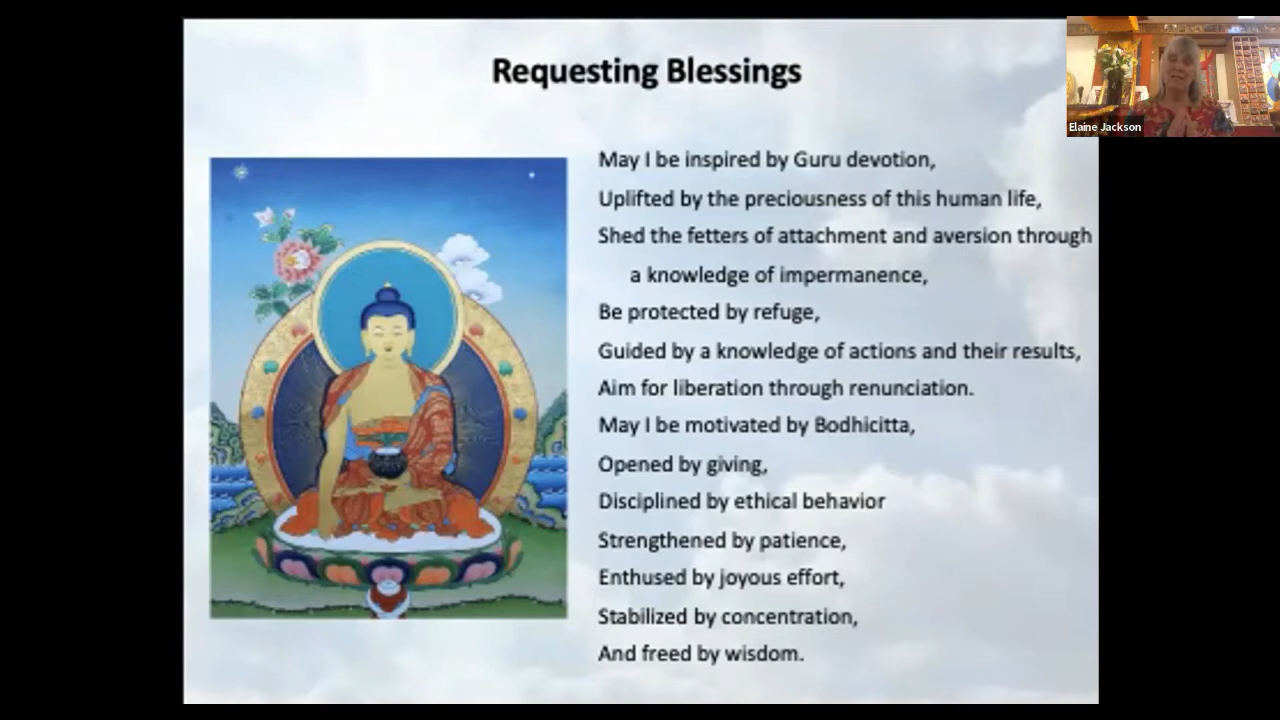 Requesting Blessings
Elaine Jackson
May I be inspired by Guru devotion,
Uplifted by the preciousness of this human life,
Shed the fetters of attachment and aversion through
a knowledge of impermanence,
Be protected by refuge,
Guided by a knowledge of actions and their results,
Aim for liberation through renunciation.
May I be motivated by Bodhicitta,
Opened by giving,
Disciplined by ethical behavior
Strengthened by patience,
Enthused by joyous effort,
Stabilized by concentration,
And freed by wisdom.